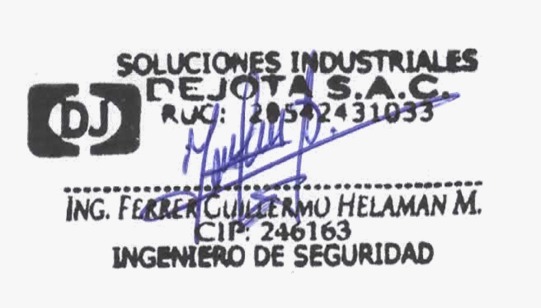 SOLUCIONES INDUSTRIALES
DEJOTA S.A.C.
DJ
RUC: 20542431033
ING. FERRER GUILLERMO HELAMAN M.
CIP: 246163
INGENIERO DE SEGURIDAD